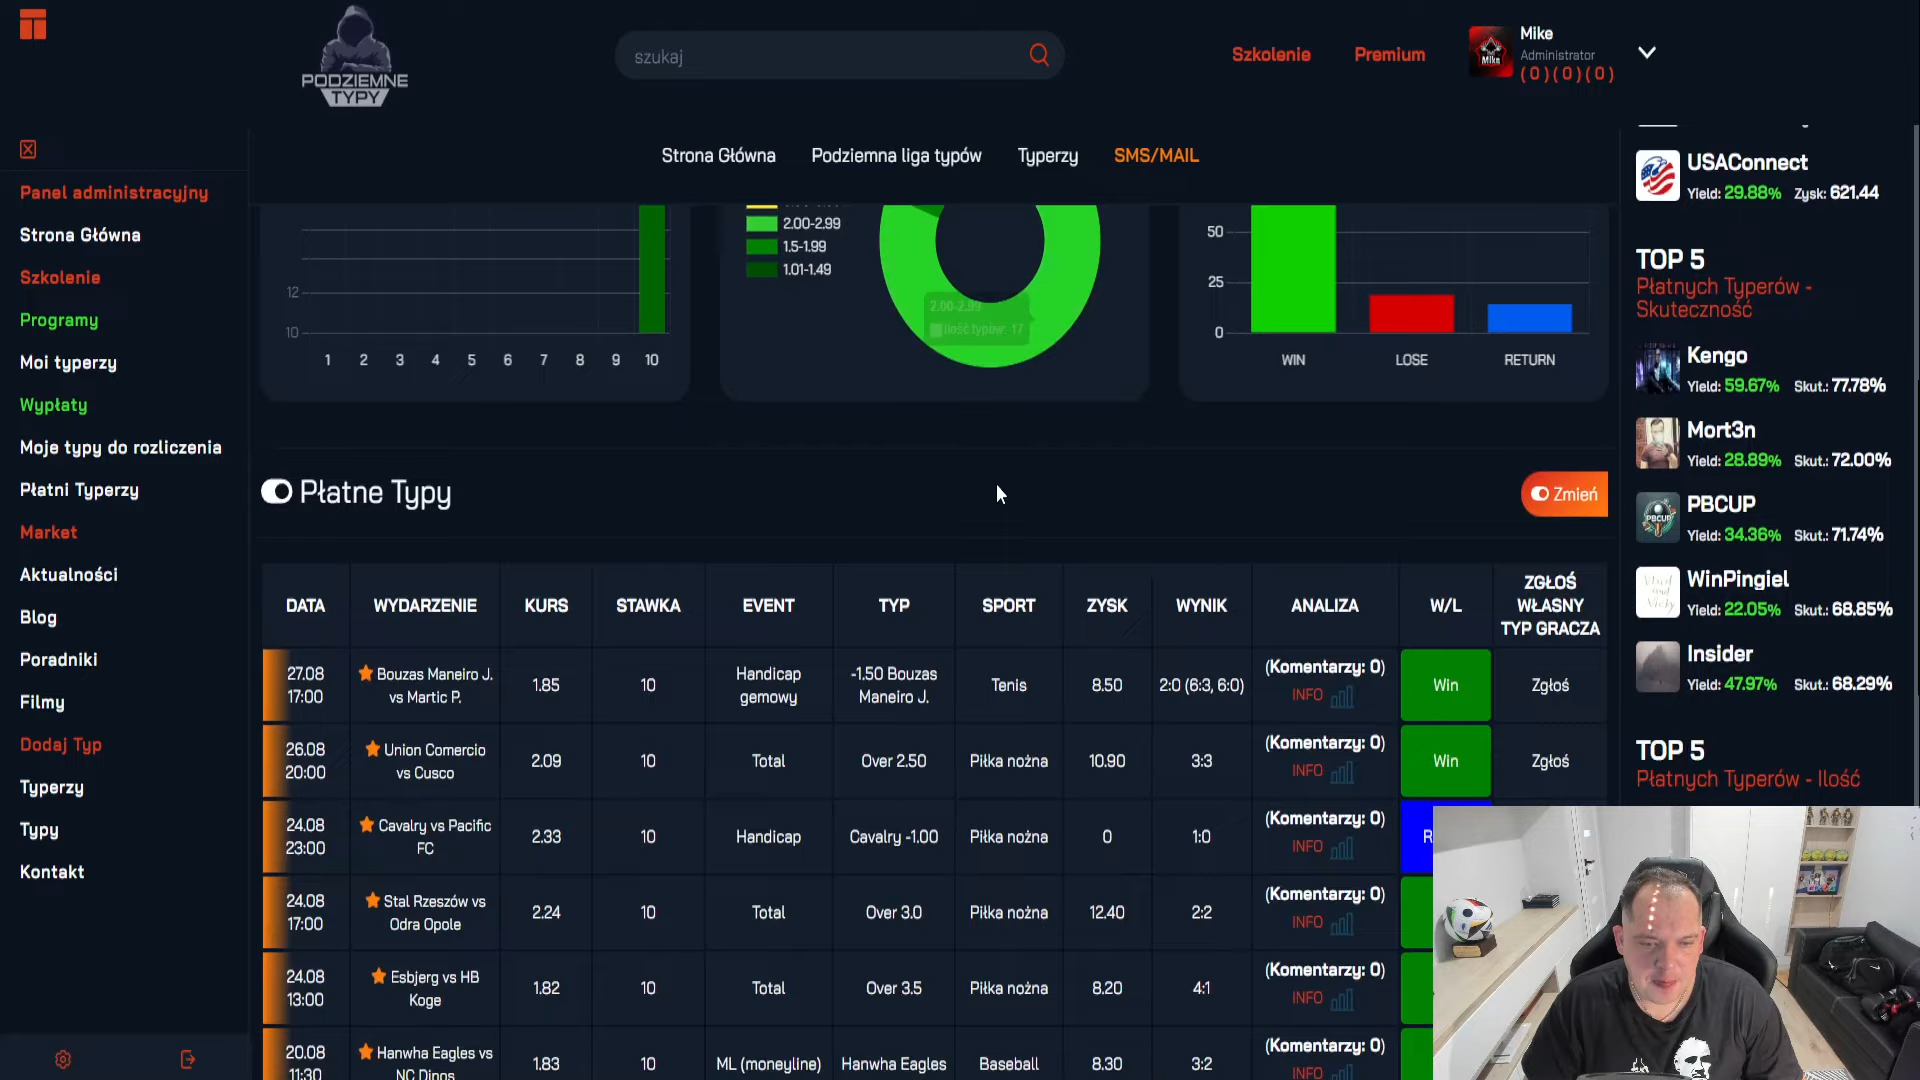 PODZIEMNE
TYPY
szukaj
Szkolenie
Premium
Mike
Administrator
( 0 ) ( 0 ) ( 0 )
Strona Główna
Podziemna liga typów
Typerzy
SMS/MAIL
Panel administracyjny
Strona Główna
Szkolenie
Programy
Moi typerzy
Wypłaty
Moje typy do rozliczenia
Płatni Typerzy
Market
Aktualności
Blog
Poradniki
Filmy
Dodaj Typ
Typerzy
Typy
Kontakt
12
10
1 2 3 4 5 6 7 8 9 10
2.00-2.99
1.5-1.99
1.01-1.49
2.00-2.99
Ilość typów: 17
50
25
0
WIN LOSE RETURN
Płatne Typy
Zmień
DATA WYDARZENIE KURS STAWKA EVENT TYP SPORT ZYSK WYNIK ANALIZA W/L ZGŁOŚ
WŁASNY
TYP GRACZA
27.08
17:00
Bouzas Maneiro J.
vs Martic P.
1.85
10
Handicap
gemowy
-1.50 Bouzas
Maneiro J.
Tenis
8.50
2:0 (6:3, 6:0)
(Komentarzy: 0)
INFO
Win
Zgłoś
26.08
20:00
Union Comercio
vs Cusco
2.09
10
Total
Over 2.50
Piłka nożna
10.90
3:3
(Komentarzy: 0)
INFO
Win
Zgłoś
24.08
23:00
Cavalry vs Pacific
FC
2.33
10
Handicap
Cavalry -1.00
Piłka nożna
0
1:0
(Komentarzy: 0)
INFO
24.08
17:00
Stal Rzeszów vs
Odra Opole
2.24
10
Total
Over 3.0
Piłka nożna
12.40
2:2
(Komentarzy: 0)
INFO
24.08
13:00
Esbjerg vs HB
Koge
1.82
10
Total
Over 3.5
Piłka nożna
8.20
4:1
(Komentarzy: 0)
INFO
20.08
11:30
Hanwha Eagles vs
NC Dinos
1.83
10
ML (moneyline)
Hanwha Eagles
Baseball
8.30
3:2
(Komentarzy: 0)
INFO
USAConnect
Yield: 29.88% Zysk: 621.44
TOP 5
Płatnych Typerów -
Skuteczność
Kengo
Yield: 59.67% Skut.: 77.78%
Mort3n
Yield: 28.89% Skut.: 72.00%
PBCUP
Yield: 34.36% Skut.: 71.74%
WinPingiel
Yield: 22.05% Skut.: 68.85%
Insider
Yield: 47.97% Skut.: 68.29%
TOP 5
Płatnych Typerów - Ilość